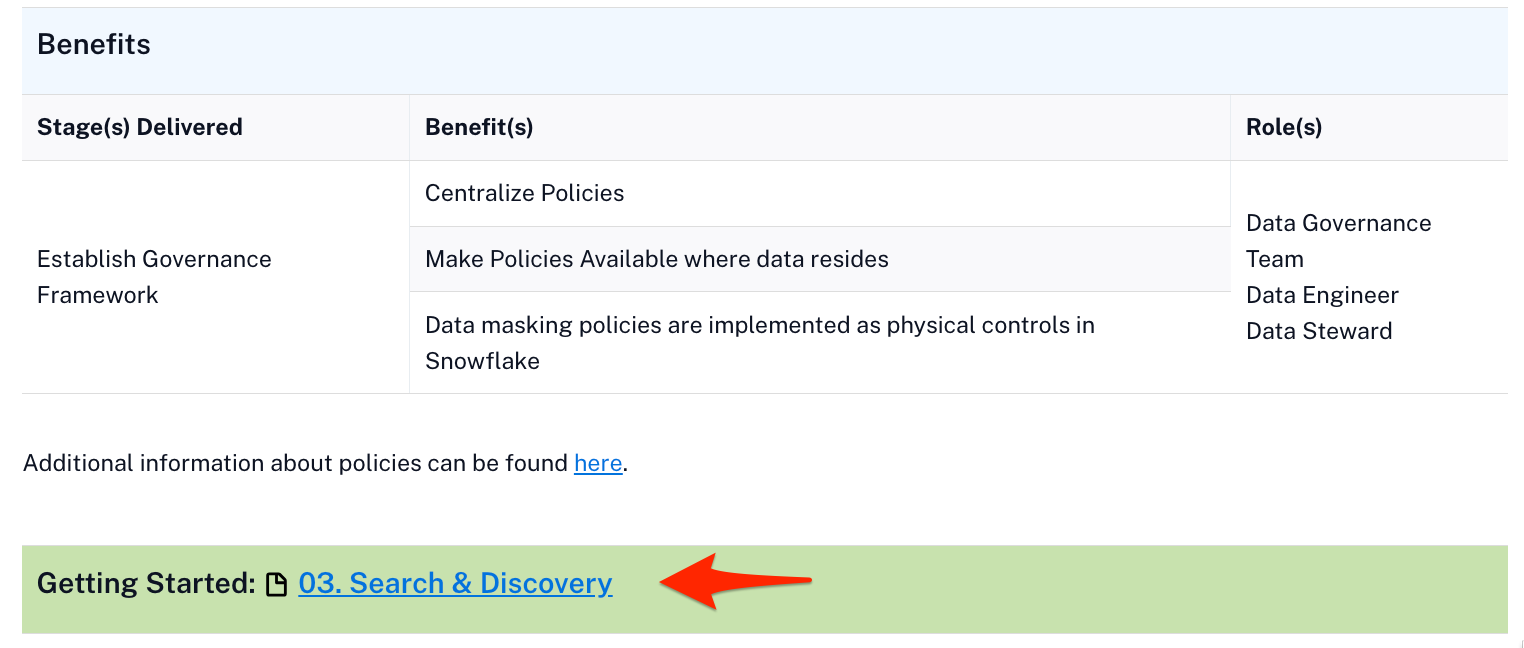 Benefits
Stage(s) Delivered
Benefit(s)
Role(s)
Establish Governance
Framework
Centralize Policies
Make Policies Available where data resides
Data masking policies are implemented as physical controls in
Snowflake
Data Governance
Team
Data Engineer
Data Steward
Additional information about policies can be found here.
Getting Started: 03. Search & Discovery